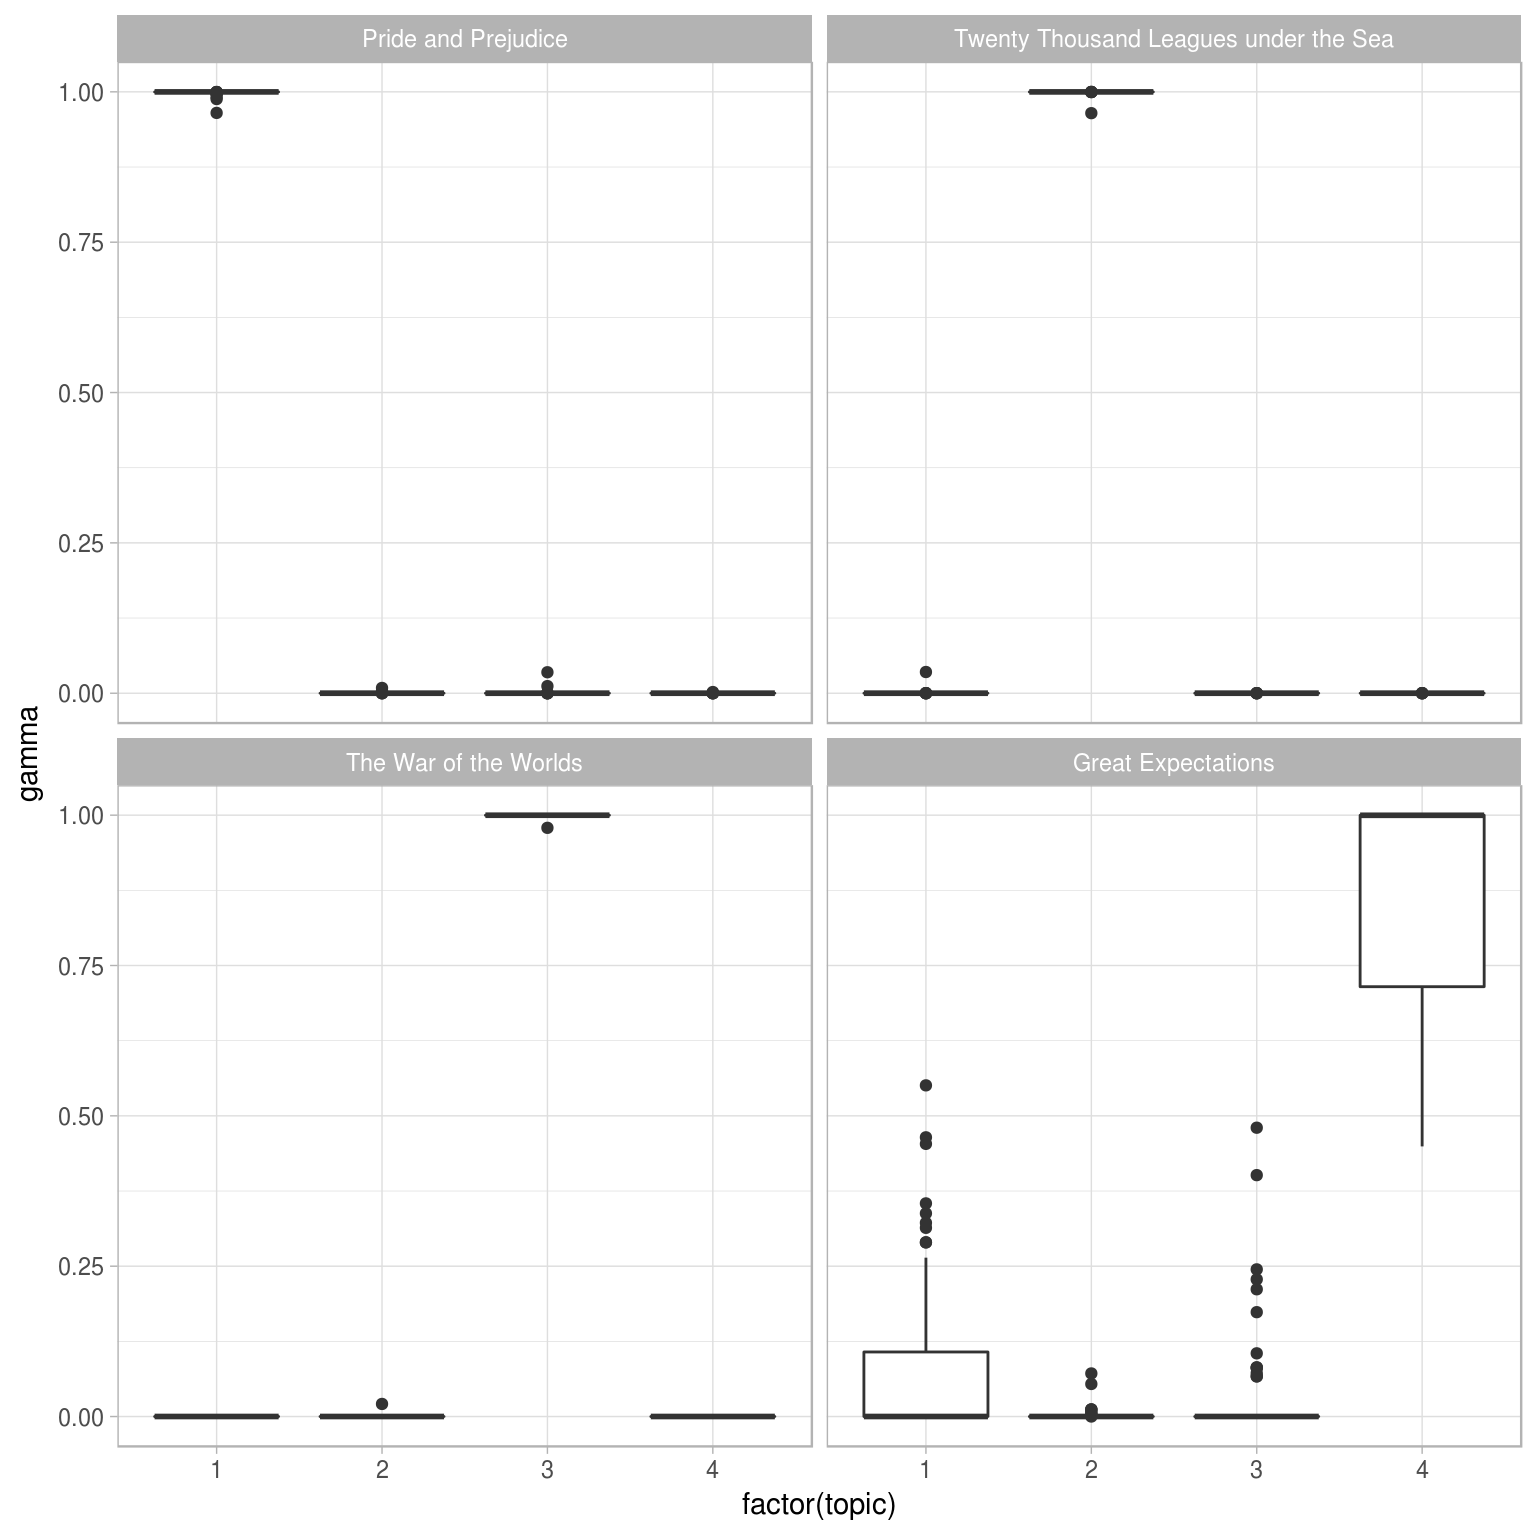 Pride and Prejudice
Twenty Thousand Leagues under the Sea
1.00
0.75
0.50
0.25
0.00
gamma
The War of the Worlds
Great Expectations
1.00
0.75
0.50
0.25
0.00
1 2 3 4
1 2 3 4
factor(topic)